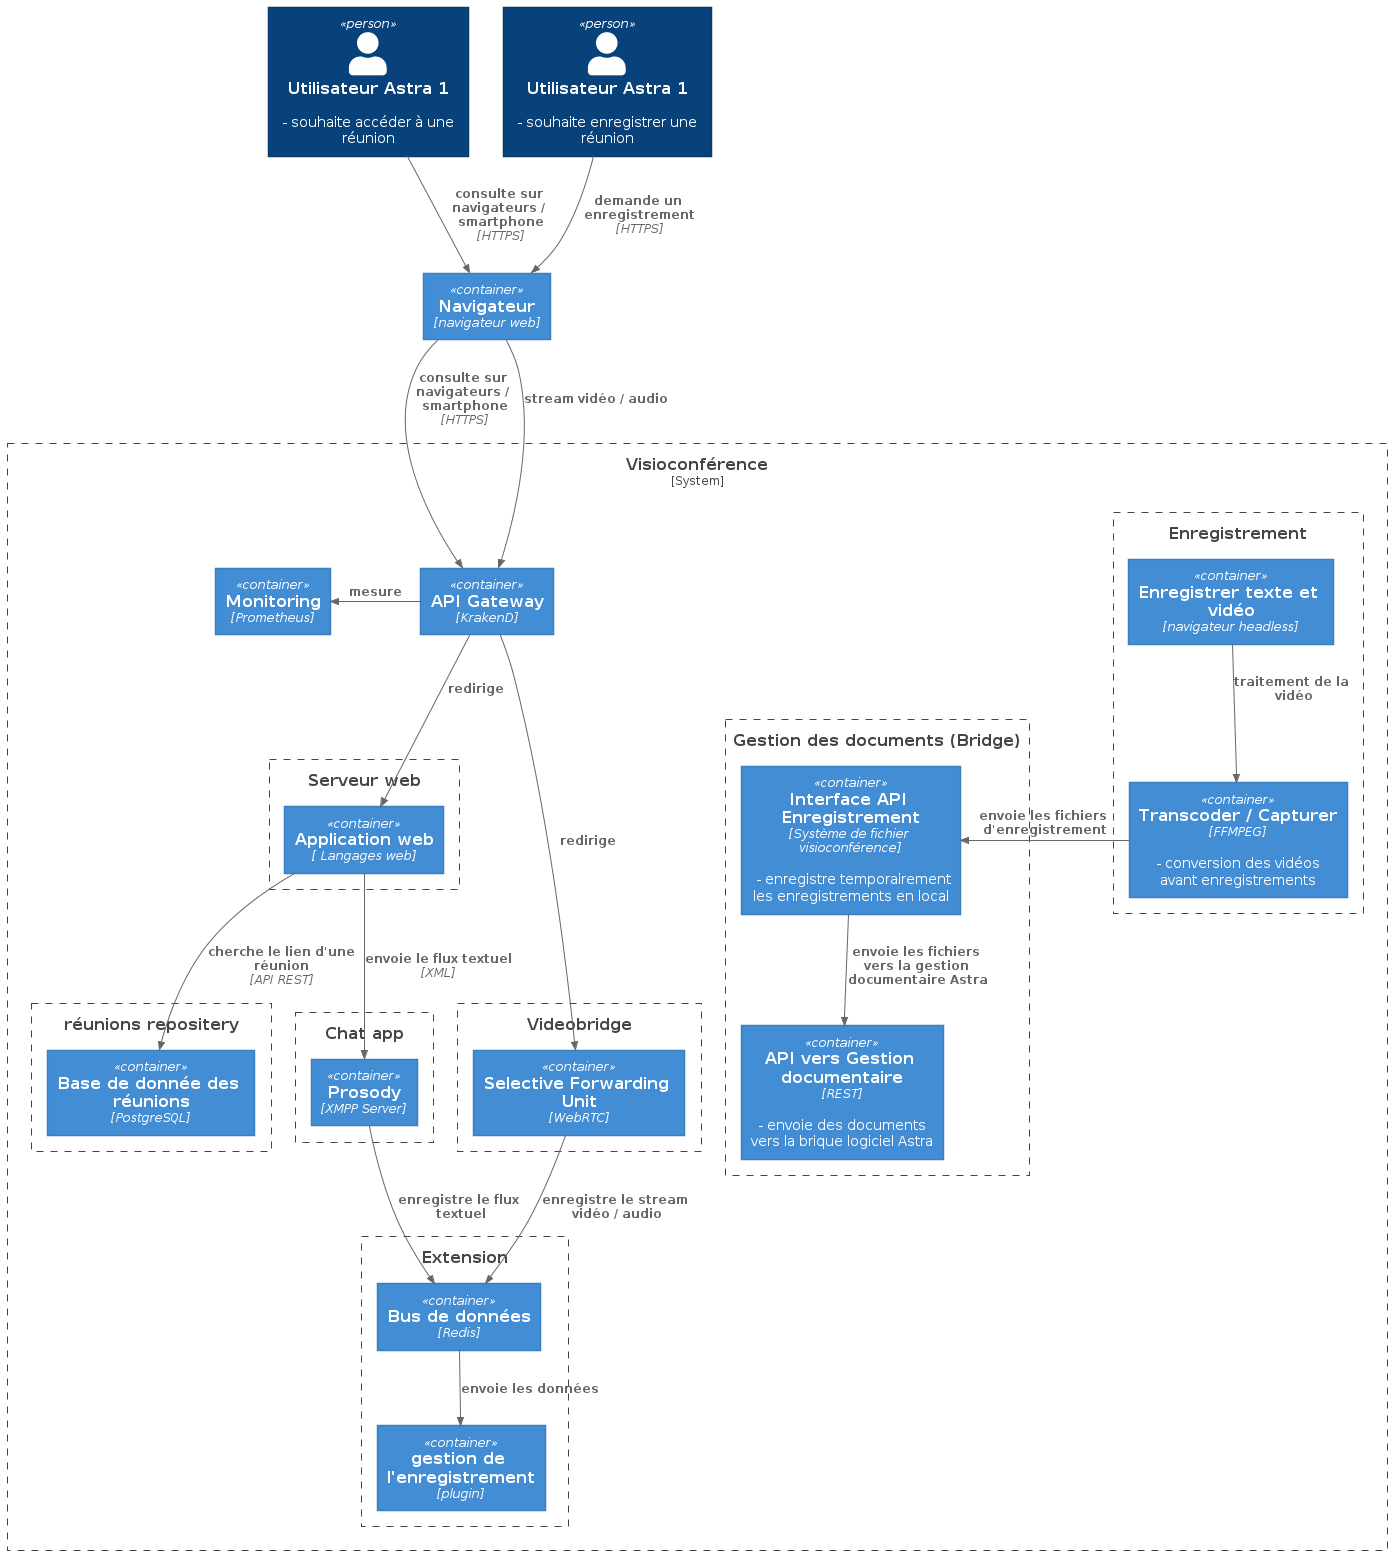 «person»
Utilisateur Astra 1
- souhaite accéder à une
réunion
«person»
Utilisateur Astra 1
- souhaite enregistrer une
réunion
consulte sur
navigateurs /
smartphone
[HTTPS]
demande un
enregistrement
[HTTPS]
«container»
Navigateur
[navigateur web]
consulte sur
navigateurs /
smartphone
[HTTPS]
stream vidéo / audio
Visioconférence
[System]
Enregistrement
«container»
Enregistrer texte et
vidéo
[navigateur headless]
«container»
Monitoring
[Prometheus]
mesure
«container»
API Gateway
[KrakenD]
redirige
traitement de la
vidéo
Gestion des documents (Bridge)
Serveur web
«container»
Application web
[ Langages web]
redirige
«container»
Interface API
Enregistrement
[Système de fichier
visioconférence]
- enregistre temporairement
les enregistrements en local
envoie les fichiers
d'enregistrement
«container»
Transcoder / Capturer
[FFMPEG]
- conversion des vidéos
avant enregistrements
cherche le lien d'une
réunion
[API REST]
envoie le flux textuel
[XML]
envoie les fichiers
vers la gestion
documentaire Astra
réunions repositery
«container»
Base de donnée des
réunions
[PostgreSQL]
Chat app
«container»
Prosody
[XMPP Server]
Videobridge
«container»
Selective Forwarding
Unit
[WebRTC]
«container»
API vers Gestion
documentaire
[REST]
- envoie des documents
vers la brique logiciel Astra
enregistre le flux
textuel
enregistre le stream
vidéo / audio
Extension
«container»
Bus de données
[Redis]
envoie les données
«container»
gestion de
l'enregistrement
[plugin]